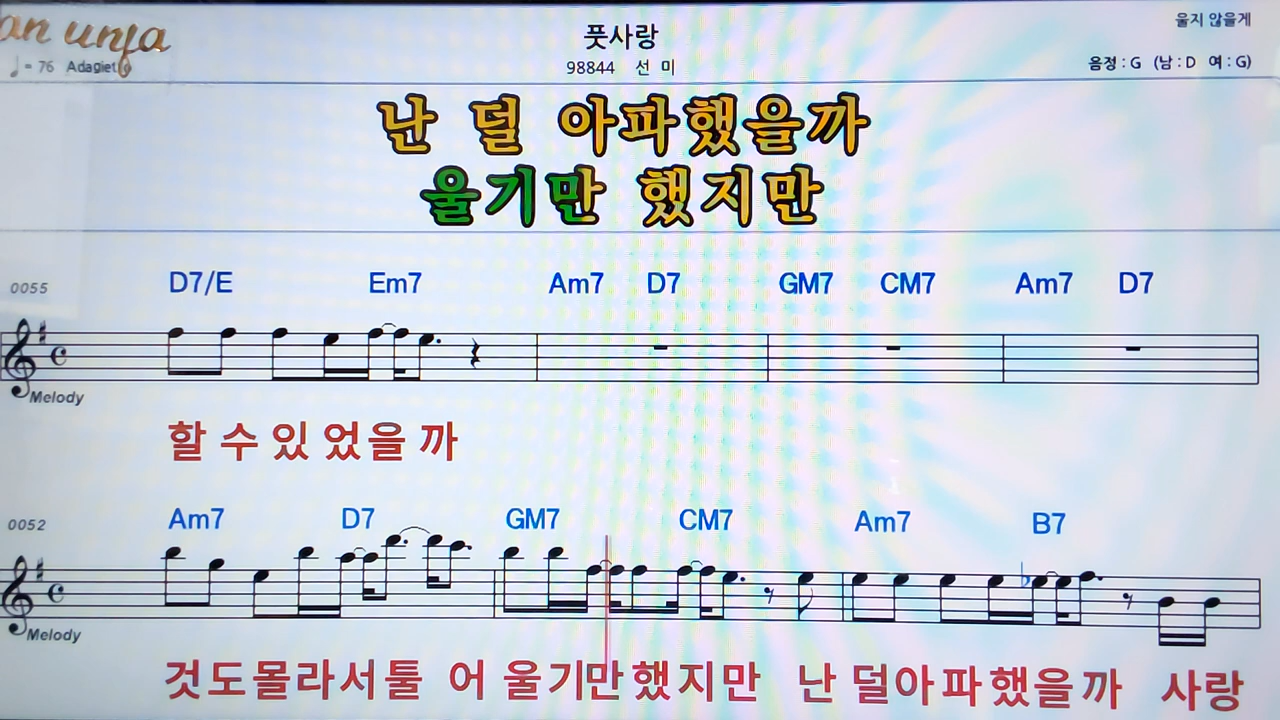 울지 않을게
풋사랑
♩= 76 Adagietto
98844 선 미
음정 : G (남 : D 여 : G)
난 덜 아파했을까
울기만 했지만
0055 D7/E Em7 Am7 D7 GM7 CM7 Am7 D7
Melody
할 수 있 었 을 까
0052 Am7 D7 GM7 CM7 Am7 B7
Melody
것도몰라서툴 어 울기만했지만 난 덜아파했을까 사랑